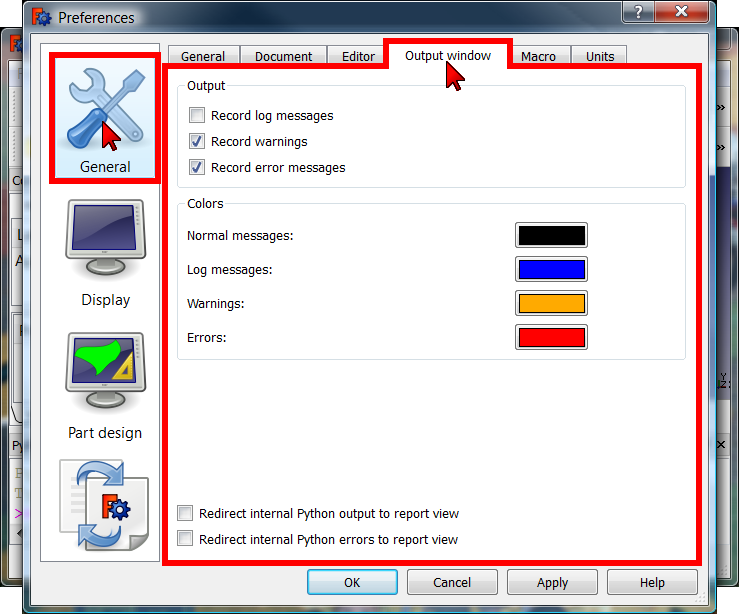 Preferences
General Document Editor Output window Macro Units
General
Display
Part design
Output
Record log messages
Record warnings
Record error messages
Colors
Normal messages:
Log messages:
Warnings:
Errors:
Redirect internal Python output to report view
Redirect internal Python errors to report view
OK Cancel Apply Help